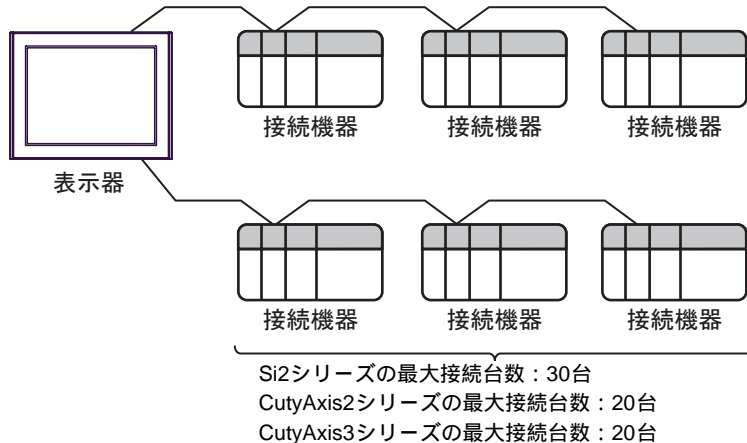 接続機器 接続機器 接続機器
表示器
接続機器 接続機器 接続機器
Si2シリーズの最大接続台数：30台
CutyAxis2シリーズの最大接続台数：20台
CutyAxis3シリーズの最大接続台数：20台